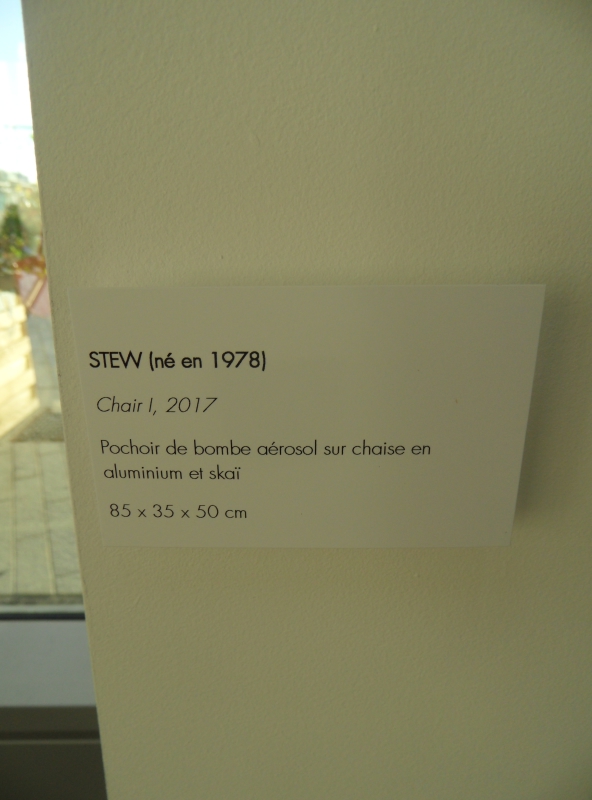 STEW (né en 1978)
Chair I, 2017
Pochoir de bombe aérosol sur chaise en
aluminium et skaï
85 x 35 x 50 cm